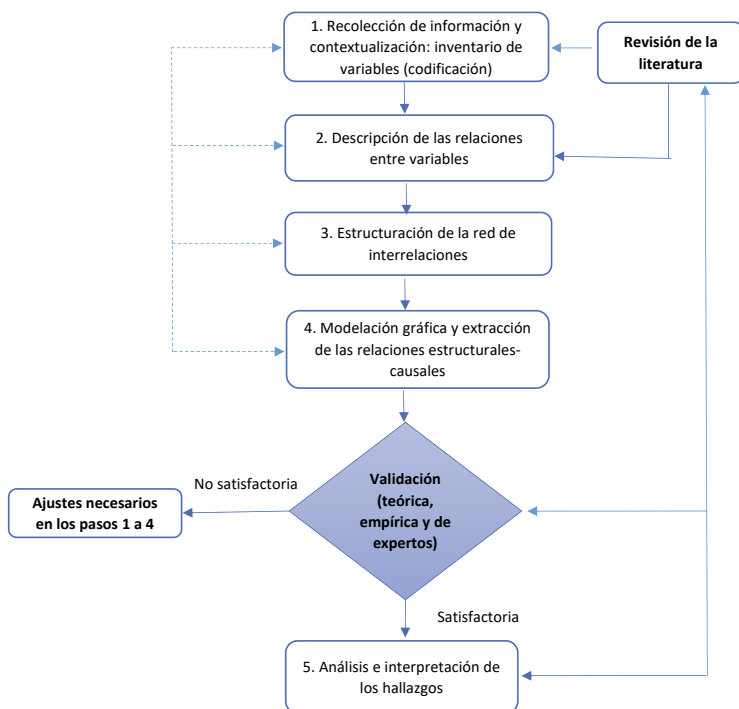 1. Recolección de información y
contextualización: inventario de
variables (codificación)
Revisión de la
literatura
2. Descripción de las relaciones
entre variables
3. Estructuración de la red de
interrelaciones
4. Modelación gráfica y extracción
de las relaciones estructurales-
causales
Validación
(teórica,
empírica y de
expertos)
No satisfactoria
Ajustes necesarios
en los pasos 1 a 4
Satisfactoria
5. Análisis e interpretación de
los hallazgos